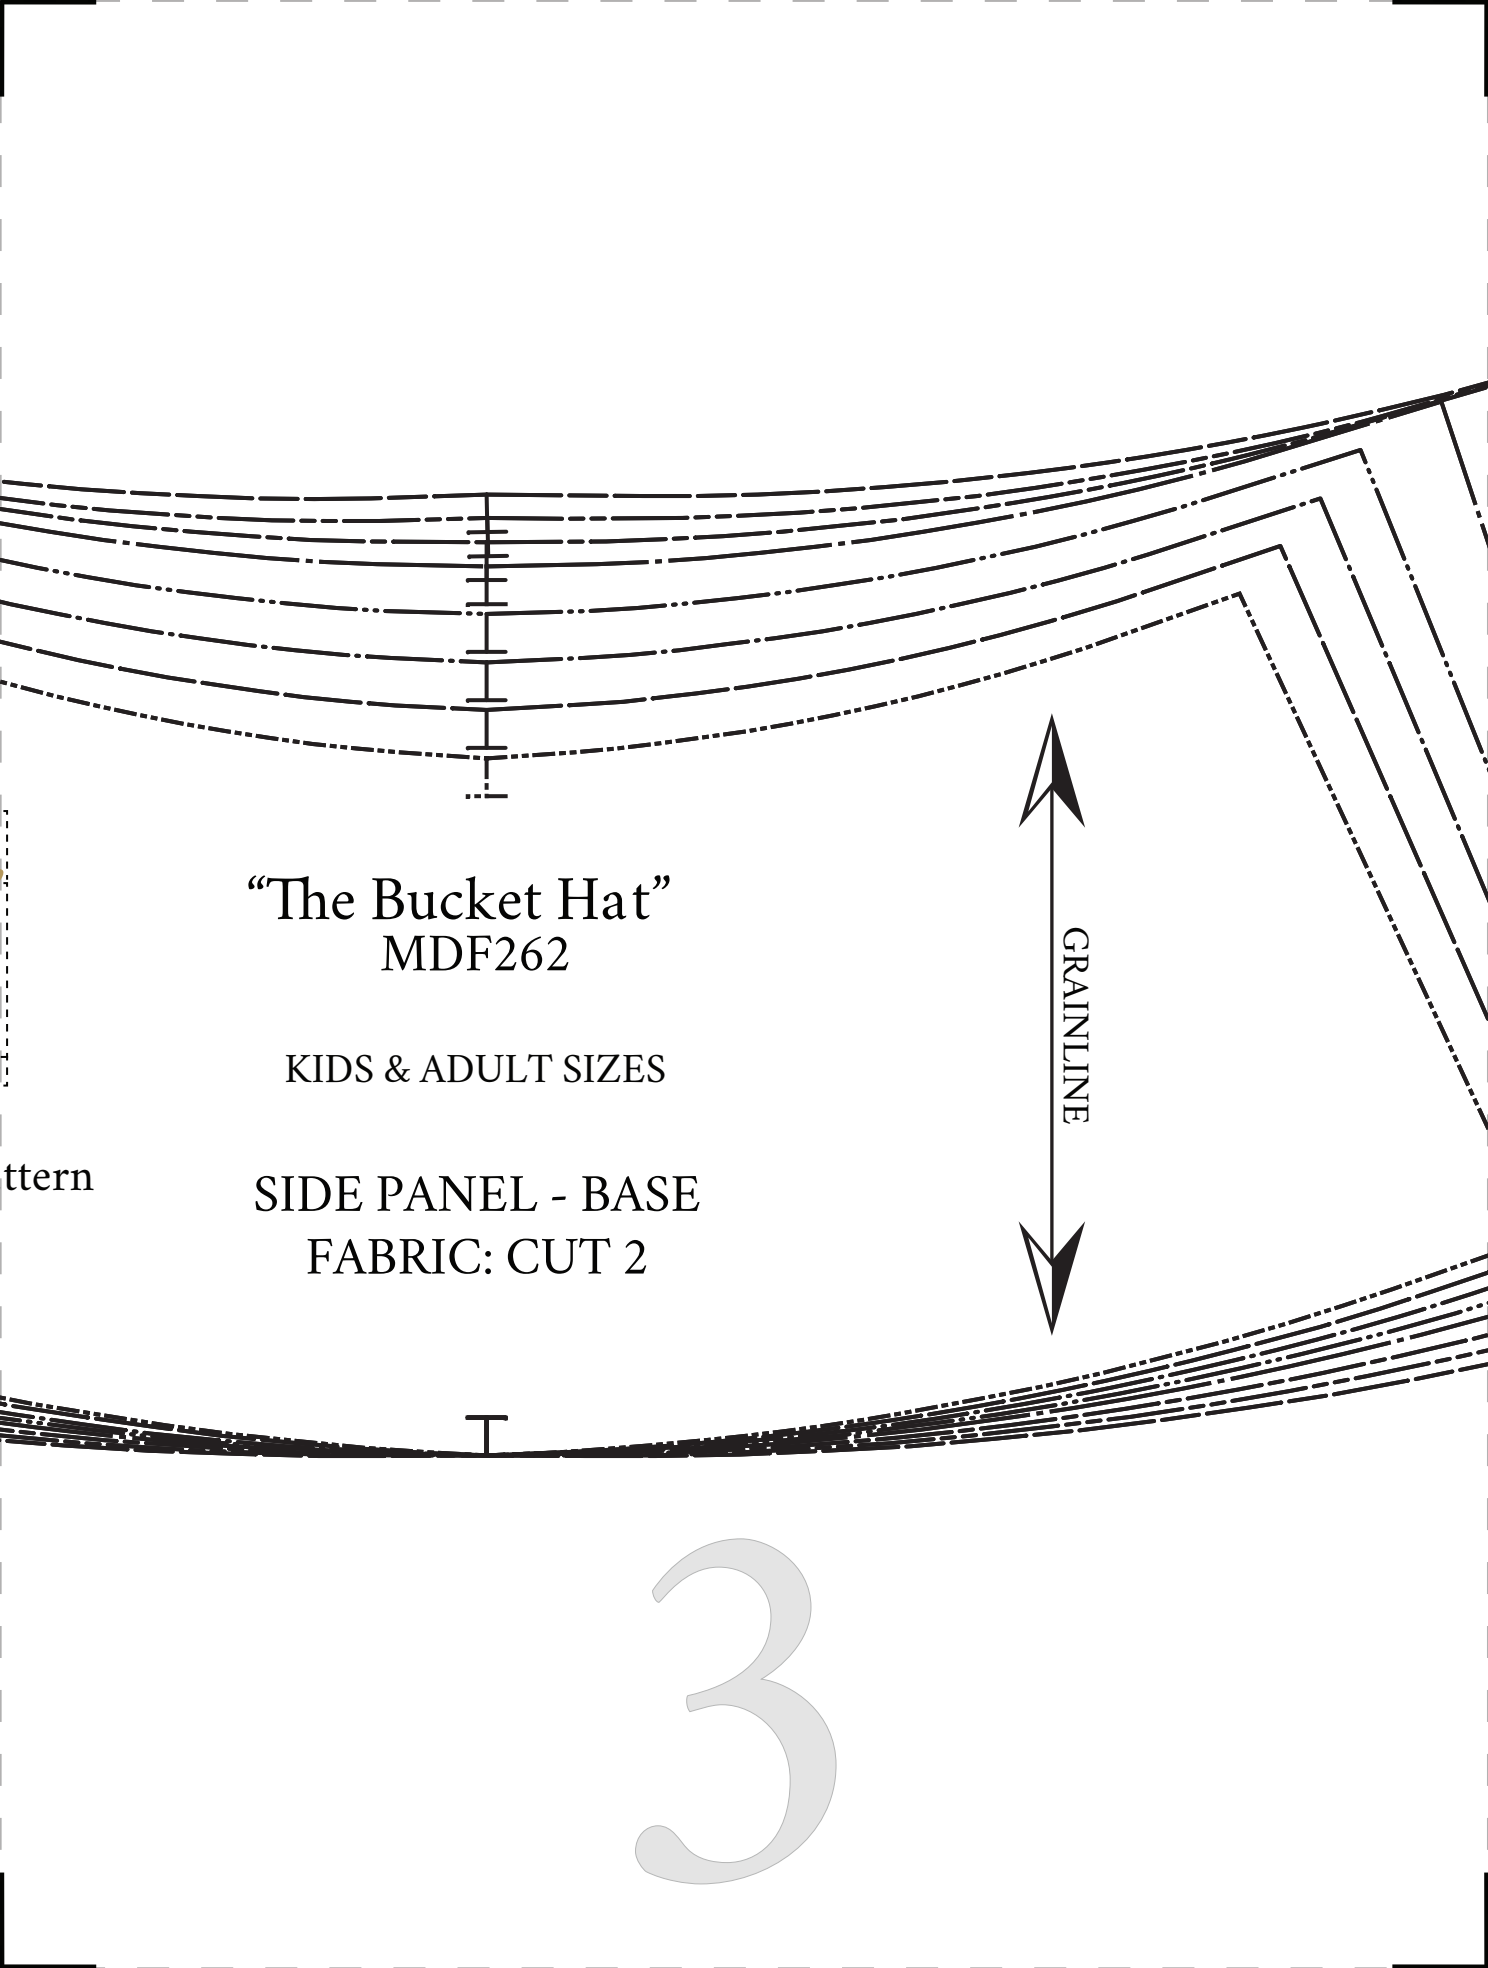 “The Bucket Hat”
MDF262
KIDS & ADULT SIZES
GRAINLINE
ttern
SIDE PANEL - BASE
FABRIC: CUT 2
3